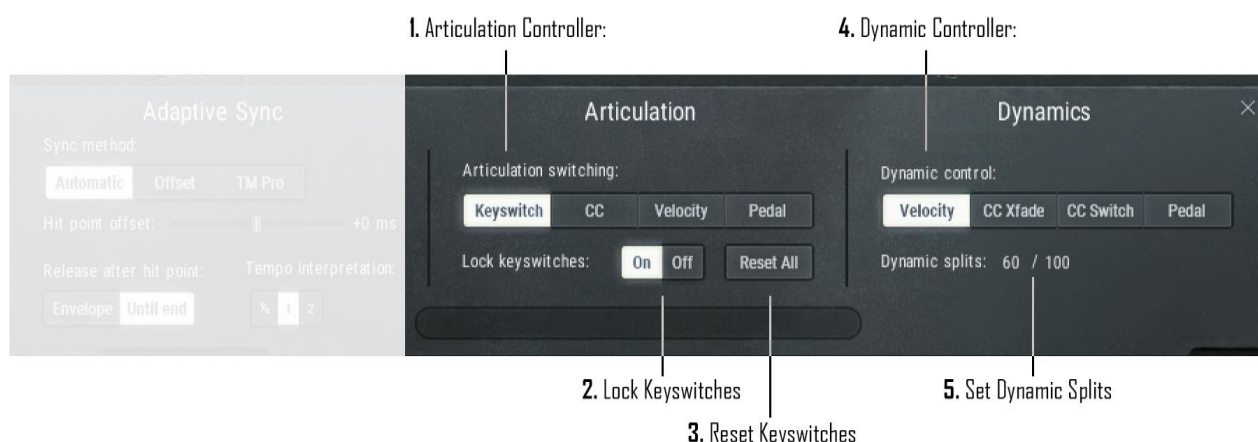 1. Articulation Controller:
4. Dynamic Controller:
Adaptive Sync
Articulation
Dynamics
Sync method:
Automatic Offset TM Pro
Hit point offset: +0 ms
Release after hit point: Tempo interpretation:
Envelope Until end ½ 1 2
Articulation switching:
Keyswitch CC Velocity Pedal
Lock keyswitches: On Off Reset All
Dynamic control:
Velocity CC Xfade CC Switch Pedal
Dynamic splits: 60 / 100
2. Lock Keyswitches
5. Set Dynamic Splits
3. Reset Keyswitches